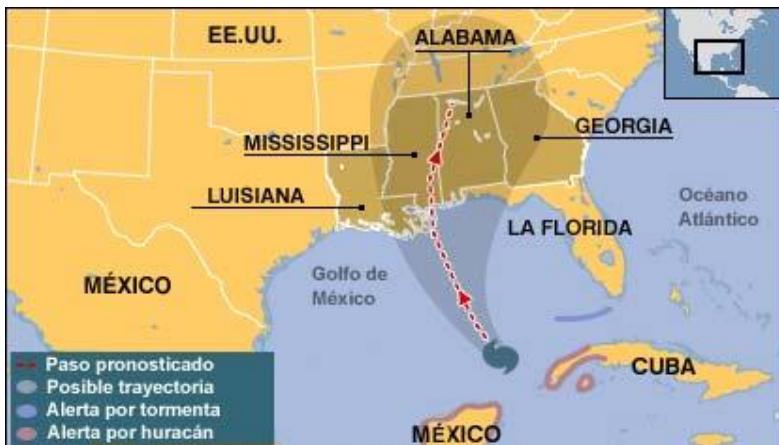 EE.UU.
ALABAMA
MISSISSIPPI
GEORGIA
LUISIANA
Océano
Atlántico
LA FLORIDA
Golfo de
México
MÉXICO
CUBA
MÉXICO
Paso pronosticado
Posible trayectoria
Alerta por tormenta
Alerta por huracán